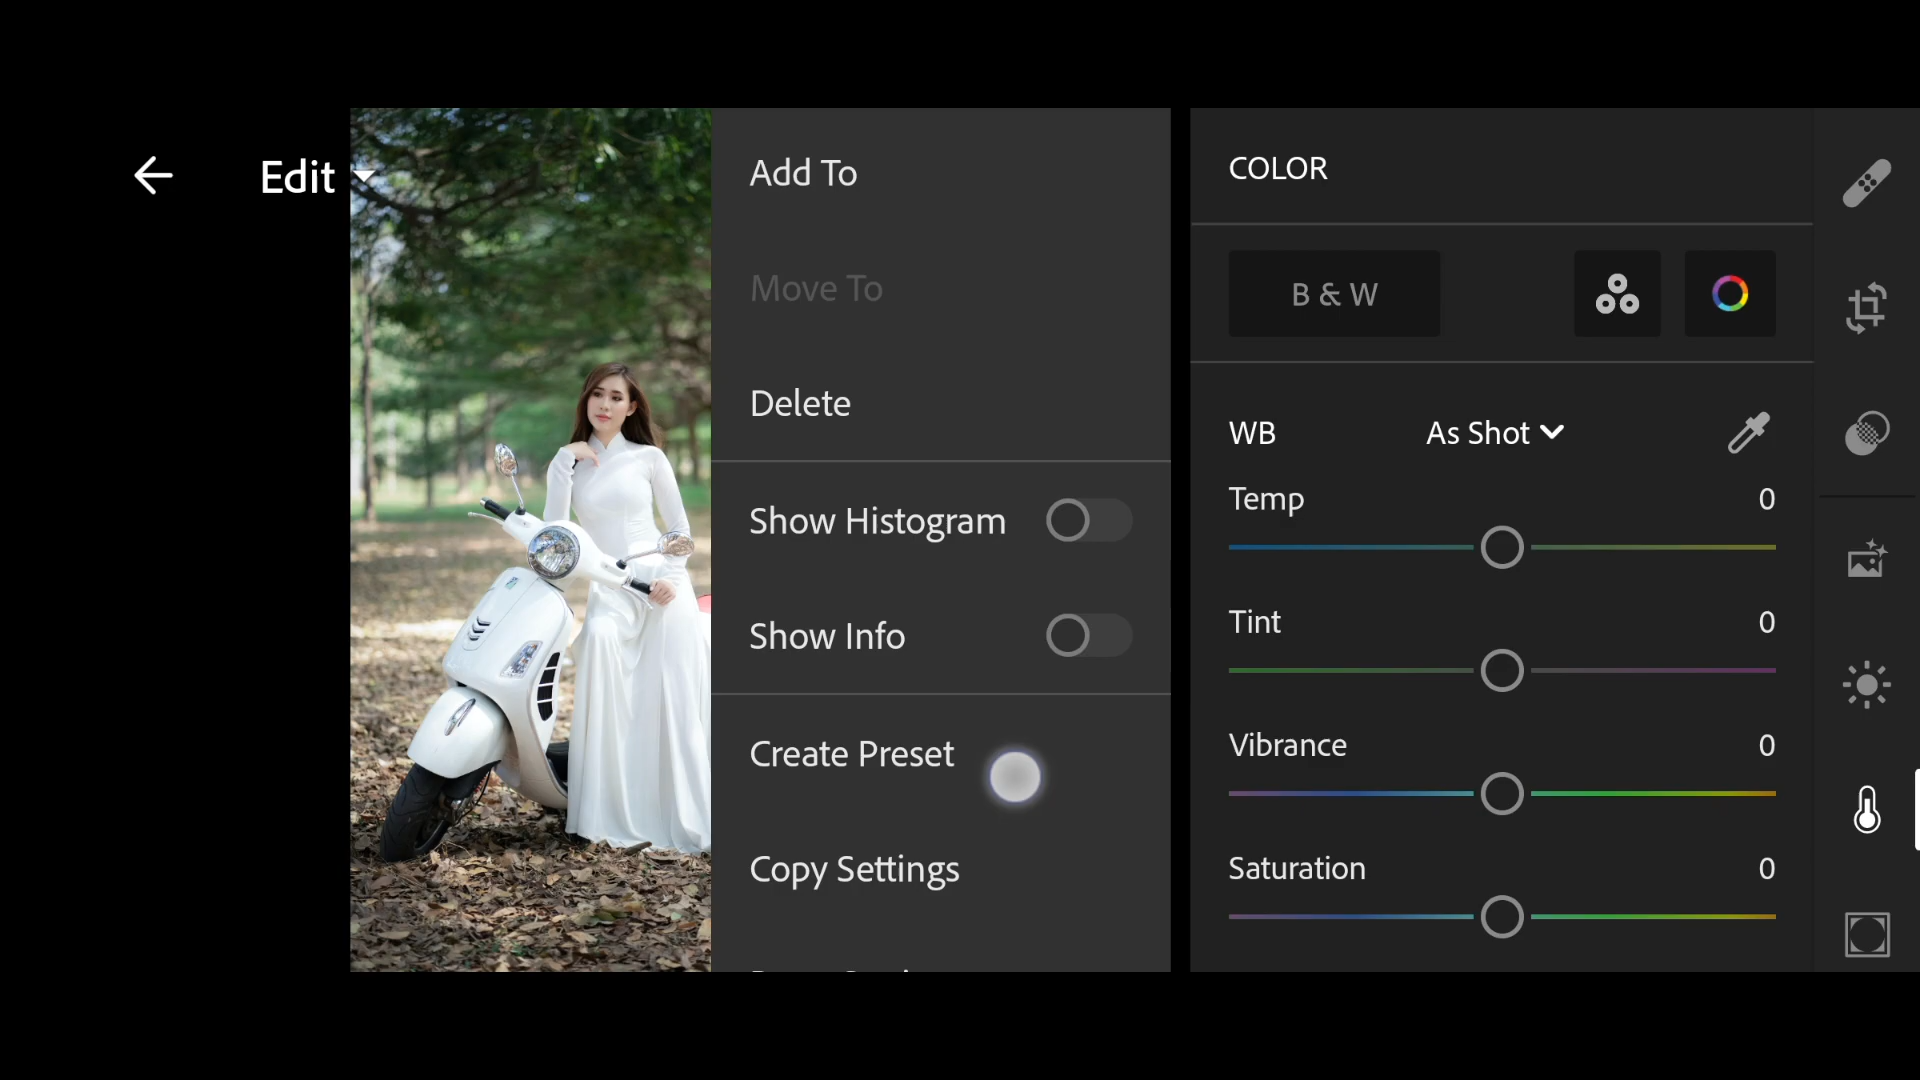 Edit
Add To
Move To
Delete
Show Histogram
Show Info
Create Preset
Copy Settings
COLOR
B & W
WB
As Shot
Temp
0
Tint
0
Vibrance
0
Saturation
0